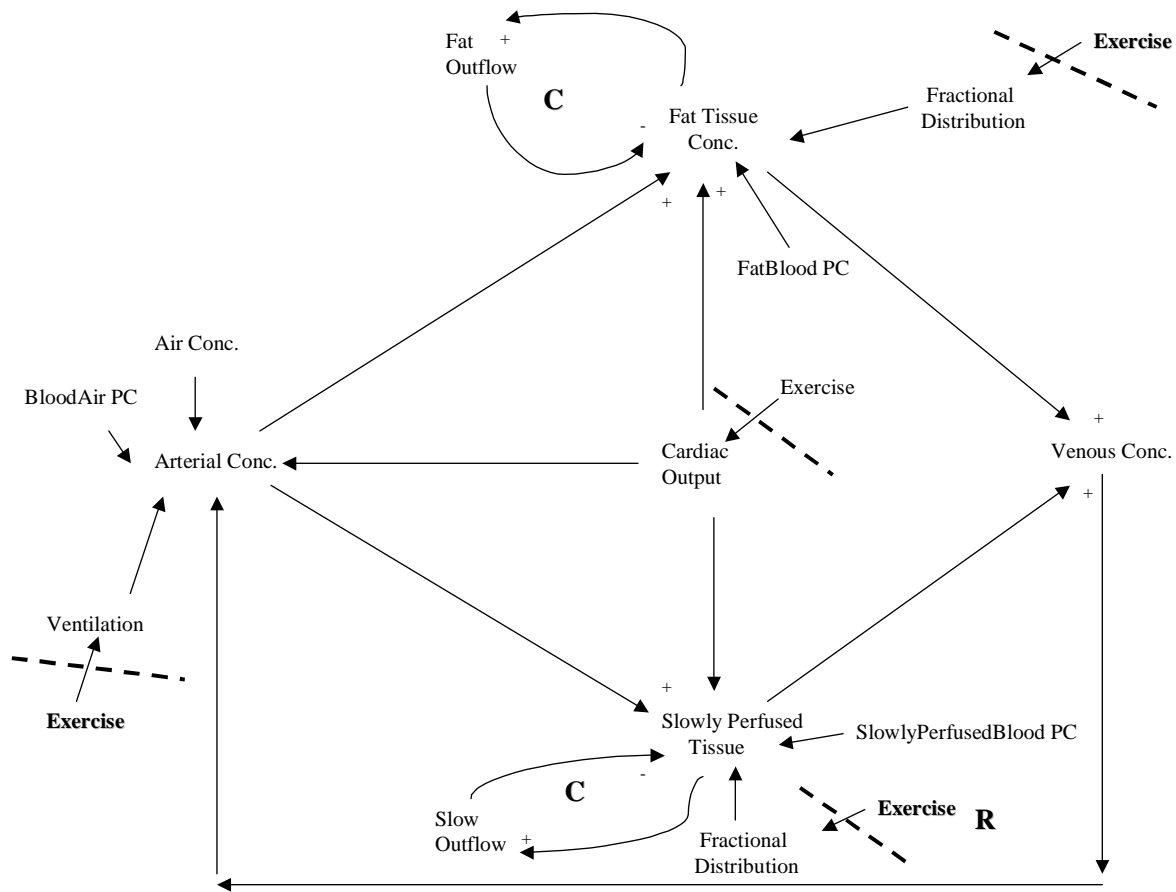 Fat +
Outflow
Exercise
C
Fractional
Distribution
-
Fat Tissue
Conc.
+
+
FatBlood PC
Air Conc.
BloodAir PC
Exercise
+
Arterial Conc.
Cardiac
Output
Venous Conc.
+
Ventilation
Exercise
+
Slowly Perfused
Tissue
SlowlyPerfusedBlood PC
-
C
Exercise R
Slow
Outflow +
Fractional
Distribution